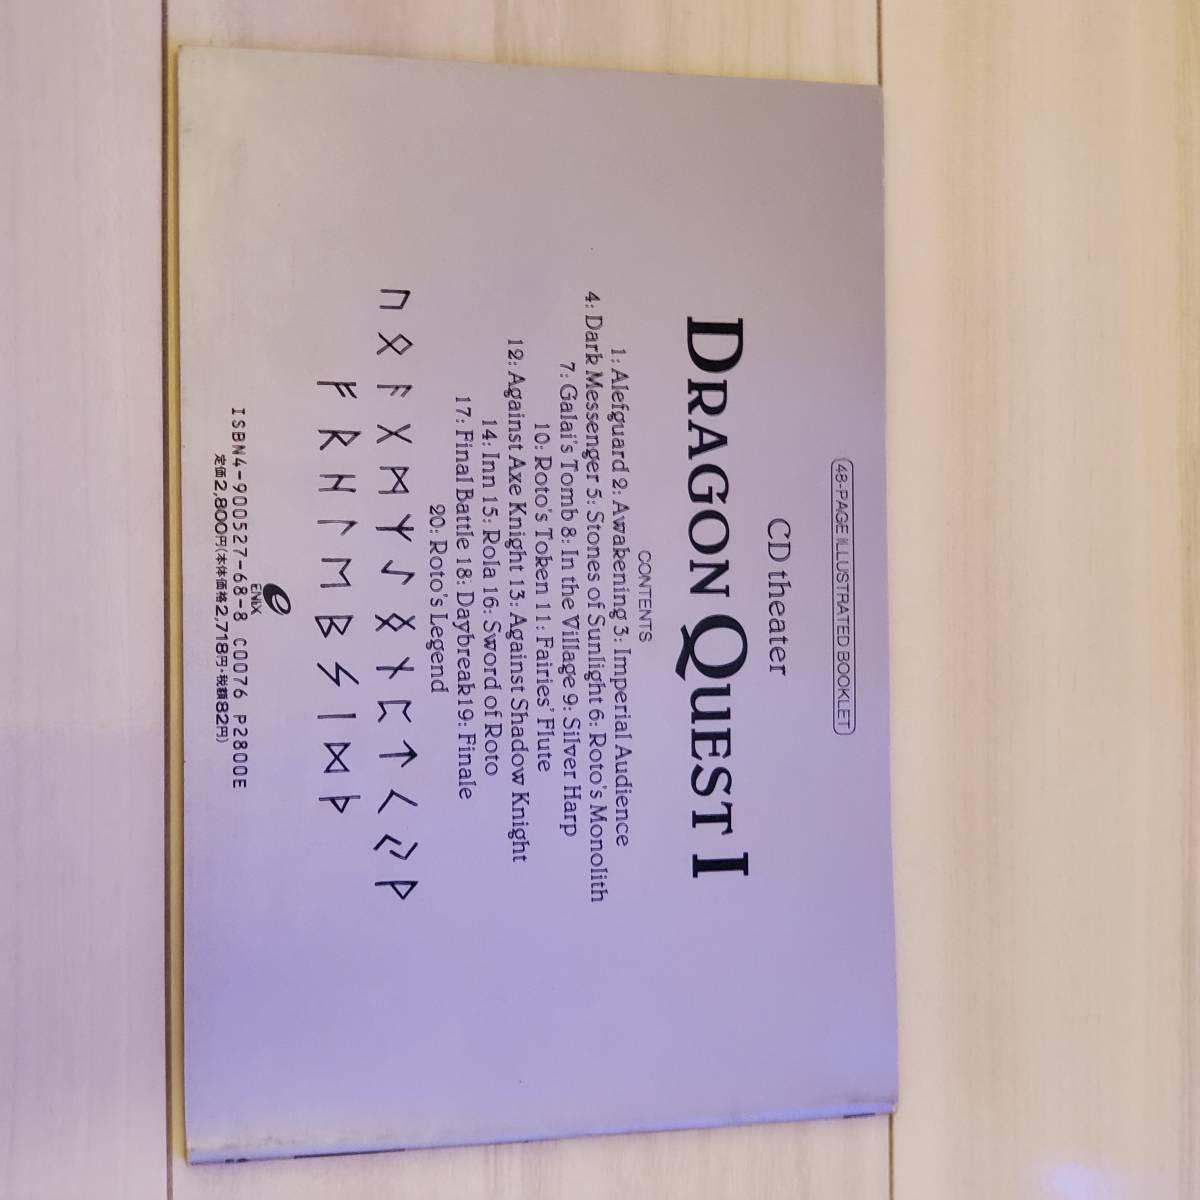 48-PAGE ILLUSTRATED BOOKLET
CD theater
DRAGON QUEST I
CONTENTS
1: Alefguard 2: Awakening 3: Imperial Audience
4: Dark Messenger 5: Stones of Sunlight 6: Roto's Monolith
7: Galai's Tomb 8: In the Village 9: Silver Harp
10: Roto's Token 11: Fairies' Flute
12: Against Axe Knight 13: Against Shadow Knight
14: Inn 15: Rola 16: Sword of Roto
17: Final Battle 18: Daybreak 19: Finale
20: Roto's Legend
ᚢ ᛟ ᚨ ᚷ ᛗ ᛉ ᛇ ᛝ ᚾ ᛈ ᛏ ᚲ ᛃ ᚹ
ᚠ ᚱ ᚺ ᛚ ᛖ ᛒ ᛊ ᛁ ᛞ ᚦ
e
ENIX
ISBN4-900527-68-8 C0076 P2800E
定価2,800円(本体価格2,718円・税額82円)